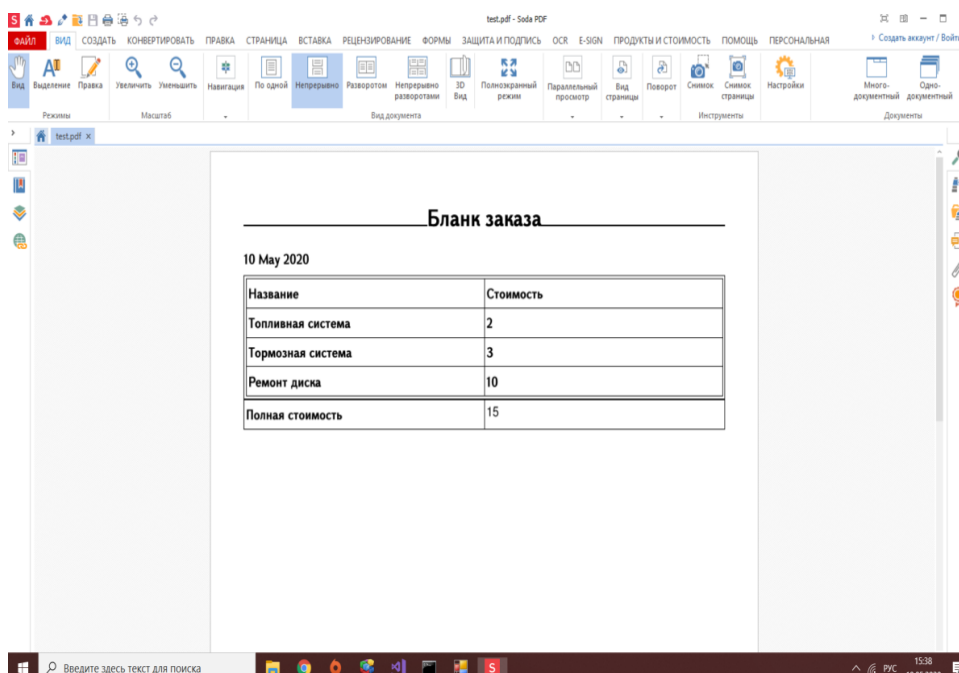 test.pdf - Soda PDF
ФАЙЛ ВИД СОЗДАТЬ КОНВЕРТИРОВАТЬ ПРАВКА СТРАНИЦА ВСТАВКА РЕЦЕНЗИРОВАНИЕ ФОРМЫ ЗАЩИТА И ПОДПИСЬ OCR E-SIGN ПРОДУКТЫ И СТОИМОСТЬ ПОМОЩЬ ПЕРСОНАЛЬНАЯ Создать аккаунт / Войти
Вид Выделение Правка Увеличить Уменьшить Навигация По одной Непрерывно Разворотом Непрерывно разворотами 3D Вид Полноэкранный режим Параллельный просмотр Вид страницы Поворот Снимок Снимок страницы Настройки Много-документный Одно-документный
Режимы Масштаб Вид документа Инструменты Документы
test.pdf
Бланк заказа
10 May 2020
Название Стоимость
Топливная система 2
Тормозная система 3
Ремонт диска 10
Полная стоимость 15
Введите здесь текст для поиска РУС 15:38